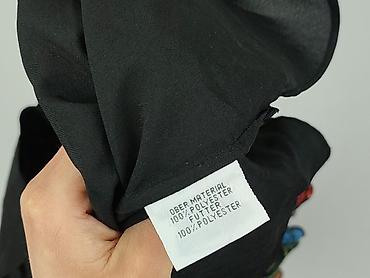 OBER MATERIAL
100% POLYESTER
FUTTER
100% POLYESTER